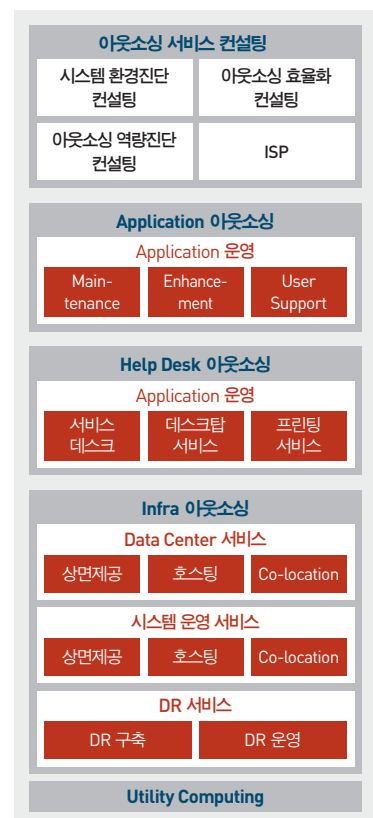 아웃소싱 서비스 컨설팅
시스템 환경진단
컨설팅
아웃소싱 효율화
컨설팅
아웃소싱 역량진단
컨설팅
ISP
Application 아웃소싱
Application 운영
Main-
tenance
Enhance-
ment
User
Support
Help Desk 아웃소싱
Application 운영
서비스
데스크
데스크탑
서비스
프린팅
서비스
Infra 아웃소싱
Data Center 서비스
상면제공
호스팅
Co-location
시스템 운영 서비스
상면제공
호스팅
Co-location
DR 서비스
DR 구축
DR 운영
Utility Computing